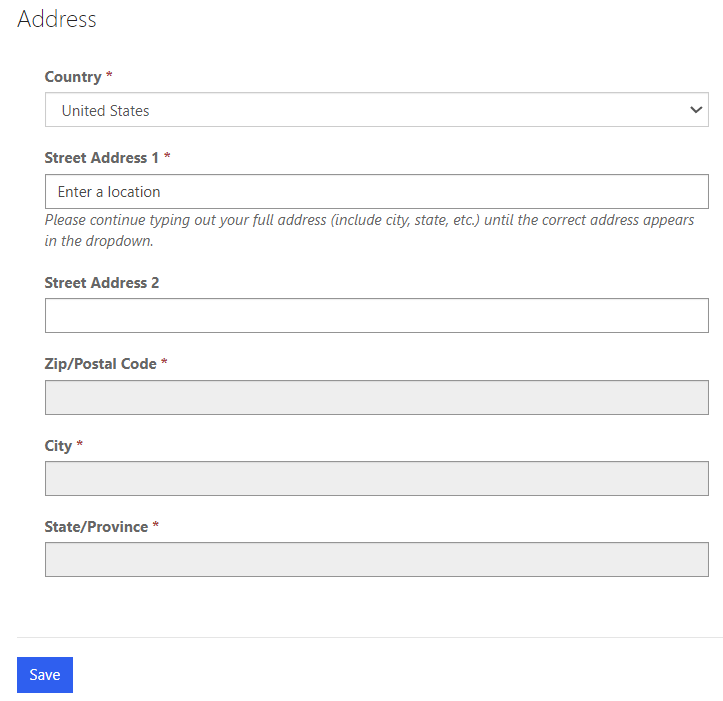 Address
Country *
United States
Street Address 1 *
Enter a location
Please continue typing out your full address (include city, state, etc.) until the correct address appears
in the dropdown.
Street Address 2
Zip/Postal Code *
City *
State/Province *
Save